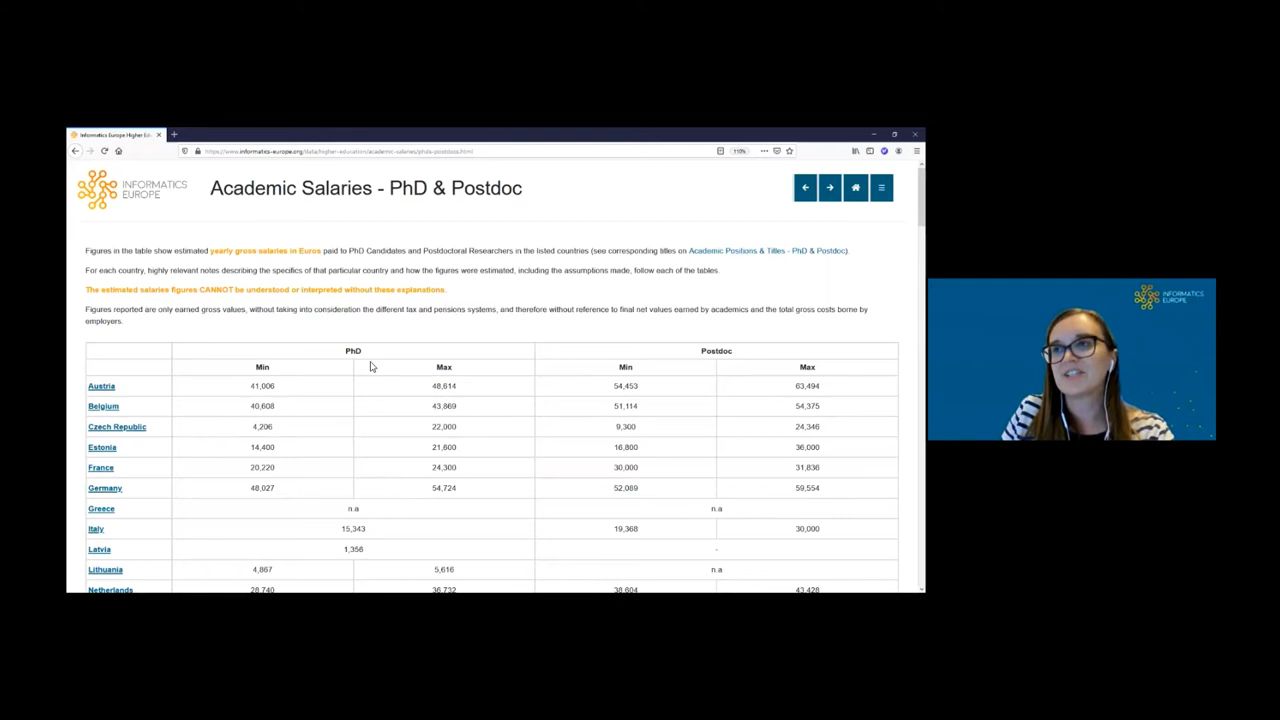 Informatics Europe Higher Ed
https://www.informatics-europe.org/data/higher-education/academic-salaries/phds-postdocs.html
110%
INFORMATICS
EUROPE
Academic Salaries - PhD & Postdoc
Figures in the table show estimated yearly gross salaries in Euros paid to PhD Candidates and Postdoctoral Researchers in the listed countries (see corresponding titles on Academic Positions & Titles - PhD & Postdoc).
For each country, highly relevant notes describing the specifics of that particular country and how the figures were estimated, including the assumptions made, follow each of the tables.
The estimated salaries figures CANNOT be understood or interpreted without these explanations.
Figures reported are only earned gross values, without taking into consideration the different tax and pensions systems, and therefore without reference to final net values earned by academics and the total gross costs borne by
employers.
PhD Postdoc
Min Max Min Max
Austria 41,006 48,614 54,453 63,494
Belgium 40,608 43,869 51,114 54,375
Czech Republic 4,206 22,000 9,300 24,346
Estonia 14,400 21,600 16,800 36,000
France 20,220 24,300 30,000 31,836
Germany 48,027 54,724 52,089 59,554
Greece n.a n.a
Italy 15,343 19,368 30,000
Latvia 1,356 -
Lithuania 4,867 5,616 n.a
Netherlands 28,740 36,732 38,604 43,428
INFORMATICS
EUROPE